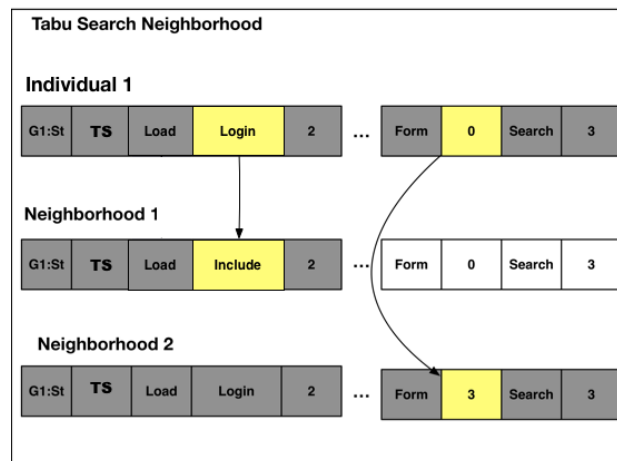 Tabu Search Neighborhood
Individual 1
G1:St TS Load Login 2 ... Form 0 Search 3
Neighborhood 1
G1:St TS Load Include 2 ... Form 0 Search 3
Neighborhood 2
G1:St TS Load Login 2 ... Form 3 Search 3